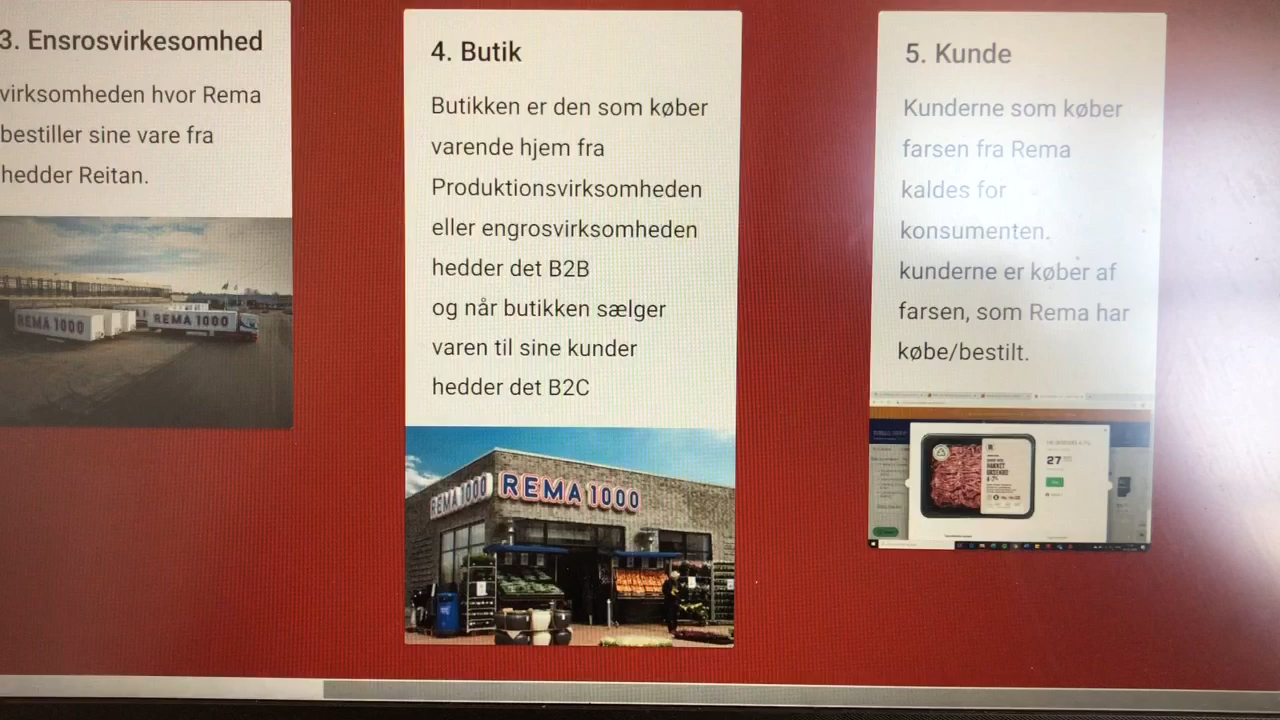 3. Ensrosvirkesomhed
virksomheden hvor Rema
bestiller sine vare fra
hedder Reitan.
REMA 1000
REMA 1000
4. Butik
Butikken er den som køber
varende hjem fra
Produktionsvirksomheden
eller engrosvirksomheden
hedder det B2B
og når butikken sælger
varen til sine kunder
hedder det B2C
REMA 1000
REMA 1000
5. Kunde
Kunderne som køber
farsen fra Rema
kaldes for
konsumenten.
kunderne er køber af
farsen, som Rema har
købe/bestilt.
HAKKET
27